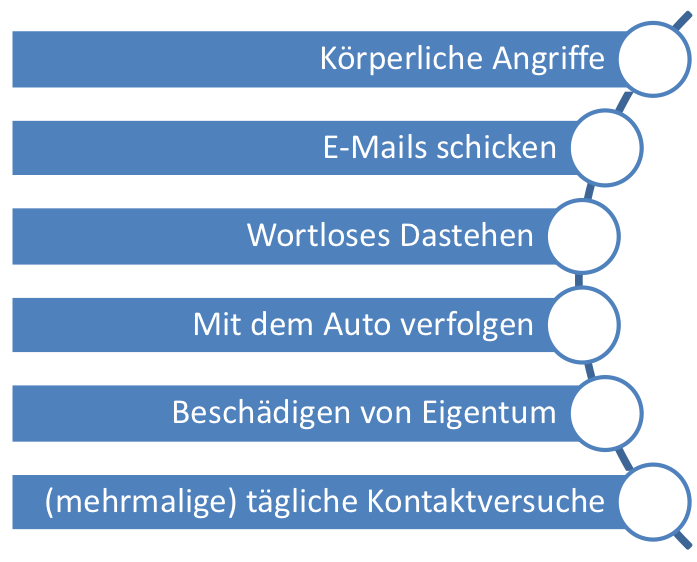 Körperliche Angriffe
E-Mails schicken
Wortloses Dastehen
Mit dem Auto verfolgen
Beschädigen von Eigentum
(mehrmalige) tägliche Kontaktversuche